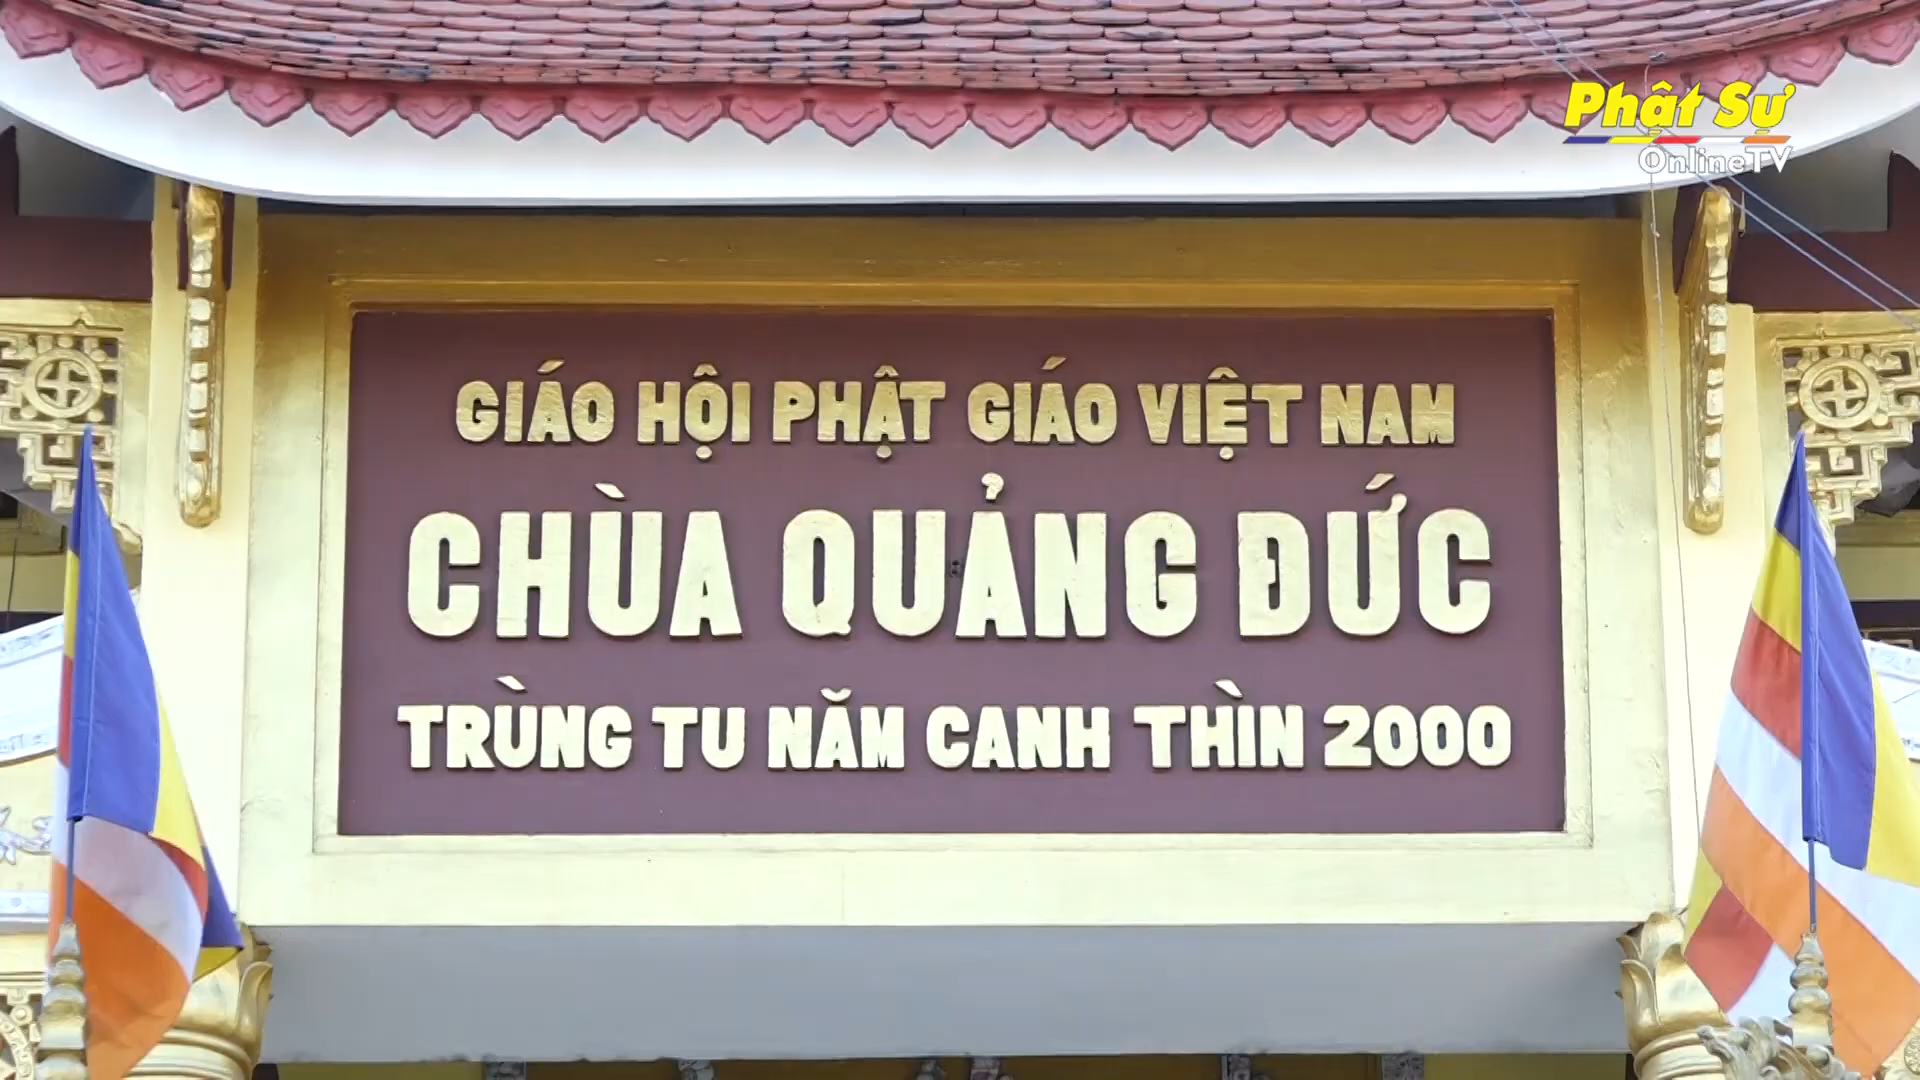 Phật Sự
OnlineTV
GIÁO HỘI PHẬT GIÁO VIỆT NAM
CHÙA QUẢNG ĐỨC
TRÙNG TU NĂM CANH THÌN 2000